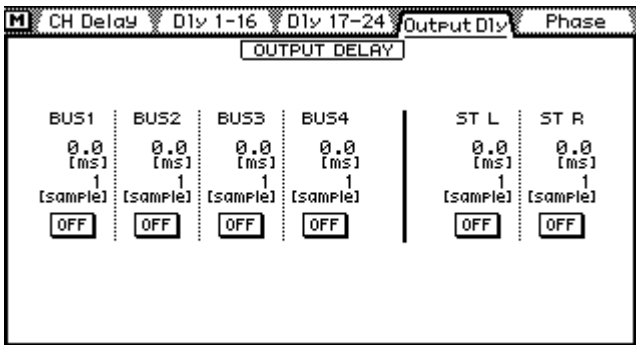 M CH Delay Dly 1-16 Dly 17-24 Output Dly Phase
OUTPUT DELAY
BUS1 BUS2 BUS3 BUS4 ST L ST R
0.0 0.0 0.0 0.0 0.0 0.0
[ms] [ms] [ms] [ms] [ms] [ms]
1 1 1 1 1 1
[sample] [sample] [sample] [sample] [sample] [sample]
OFF OFF OFF OFF OFF OFF